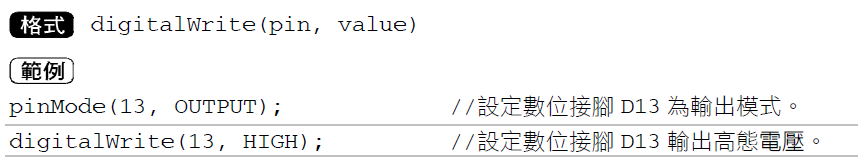 格式 digitalWrite(pin, value)
範例
pinMode(13, OUTPUT); //設定數位接腳 D13 為輸出模式。
digitalWrite(13, HIGH); //設定數位接腳 D13 輸出高態電壓。